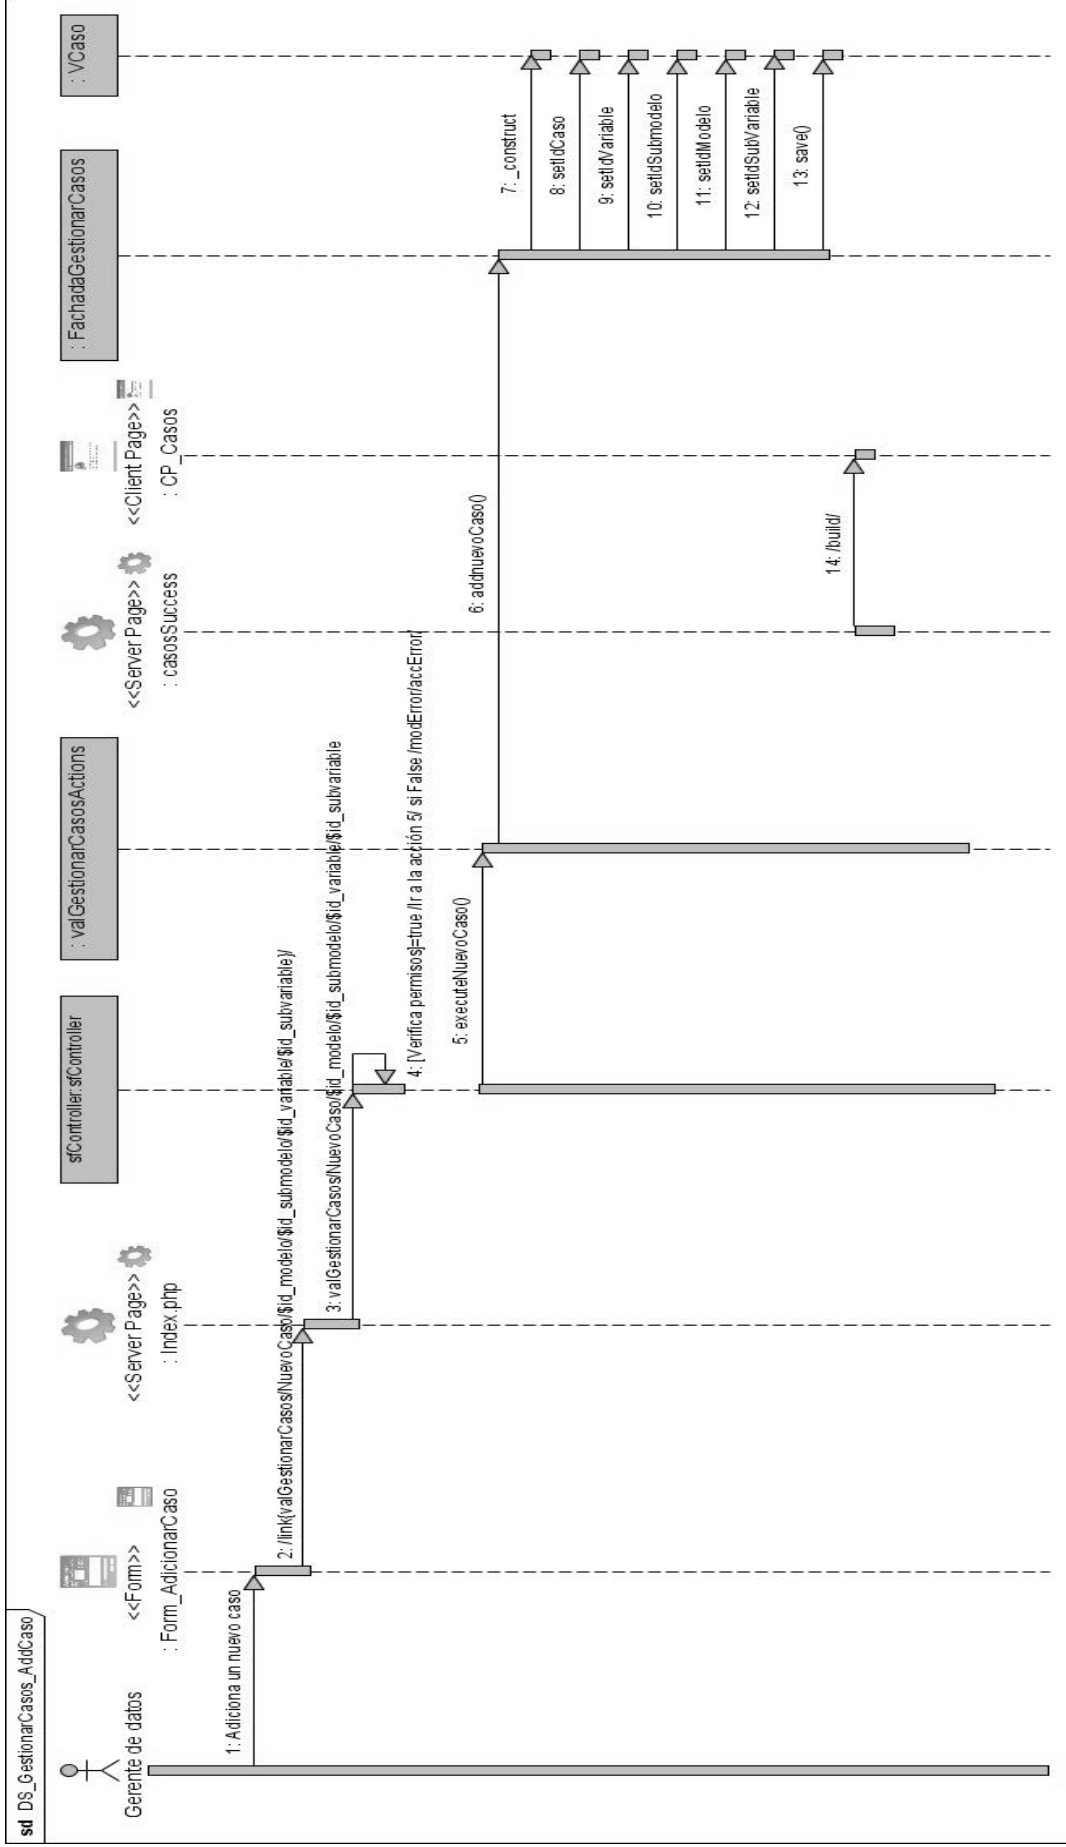 sd DS_GestionarCasos_AddCaso
Gerente de datos
<<Form>>
: Form_AdicionarCaso
<<Server Page>>
: Index.php
sfController:sfController
: valGestionarCasosActions
<<Server Page>>
: casosSuccess
<<Client Page>>
: CP_Casos
: FachadaGestionarCasos
: VCaso
1: Adiciona un nuevo caso
2: /link{valGestionarCasos/NuevoCaso/$id_modelo/$id_submodelo/$id_variable/$id_subvariable}/
3: valGestionarCasos/NuevoCaso/$id_modelo/$id_submodelo/$id_variable/$id_subvariable
4: [Verifica permisos]=true /Ir a la acción 5/ si False /modError/accError/
5: executeNuevoCaso()
6: addnuevoCaso()
7: _construct
8: setIdCaso
9: setIdVariable
10: setIdSubmodelo
11: setIdModelo
12: setIdSubVariable
13: save()
14: /build/